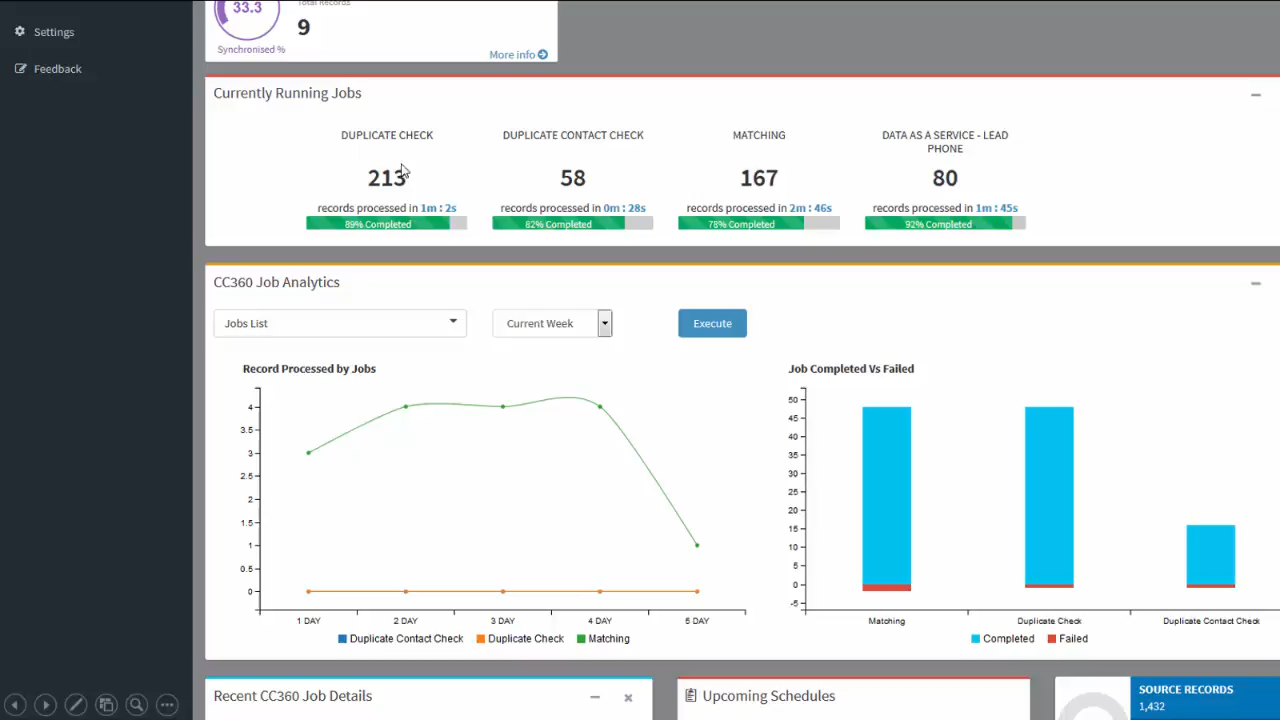 Settings
Feedback
33.3
Synchronised %
Total Records
9
More info
Currently Running Jobs
DUPLICATE CHECK
213
records processed in 1m : 2s
89% Completed
DUPLICATE CONTACT CHECK
58
records processed in 0m : 28s
82% Completed
MATCHING
167
records processed in 2m : 46s
78% Completed
DATA AS A SERVICE - LEAD
PHONE
80
records processed in 1m : 45s
92% Completed
CC360 Job Analytics
Jobs List
Current Week
Execute
Record Processed by Jobs
4
3.5
3
2.5
2
1.5
1
0.5
0
1 DAY
2 DAY
3 DAY
4 DAY
5 DAY
Duplicate Contact Check
Duplicate Check
Matching
Job Completed Vs Failed
50
45
40
35
30
25
20
15
10
5
0
-5
Matching
Duplicate Check
Duplicate Contact Check
Completed
Failed
Recent CC360 Job Details
Upcoming Schedules
SOURCE RECORDS
1,432